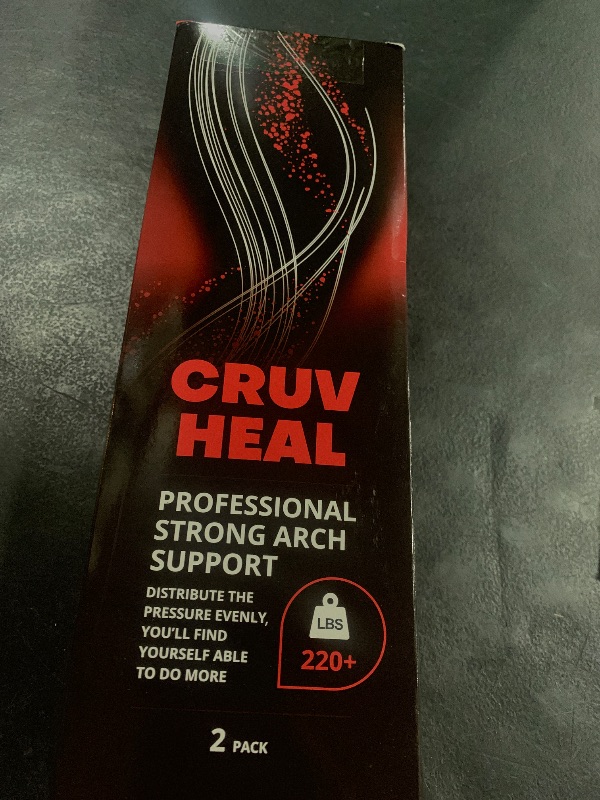 CRUV
HEAL
PROFESSIONAL
STRONG ARCH
SUPPORT
DISTRIBUTE THE
PRESSURE EVENLY,
YOU'LL FIND
YOURSELF ABLE
TO DO MORE
LBS
220+
2 PACK